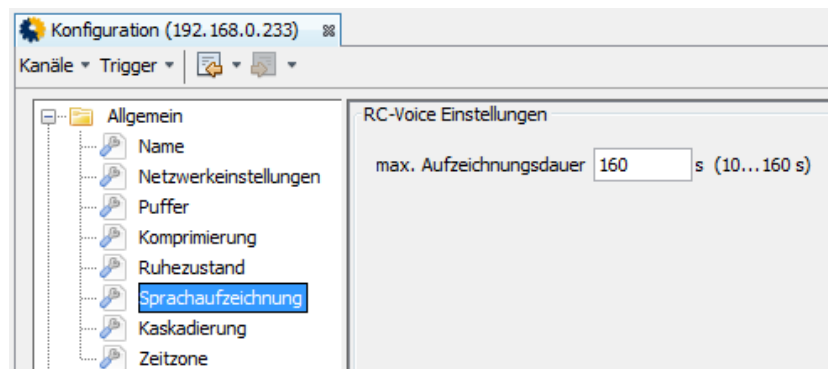 Konfiguration (192.168.0.233)
Kanäle Trigger
Allgemein
Name
Netzwerkeinstellungen
Puffer
Komprimierung
Ruhezustand
Sprachaufzeichnung
Kaskadierung
Zeitzone
RC-Voice Einstellungen
max. Aufzeichnungsdauer 160 s (10...160 s)